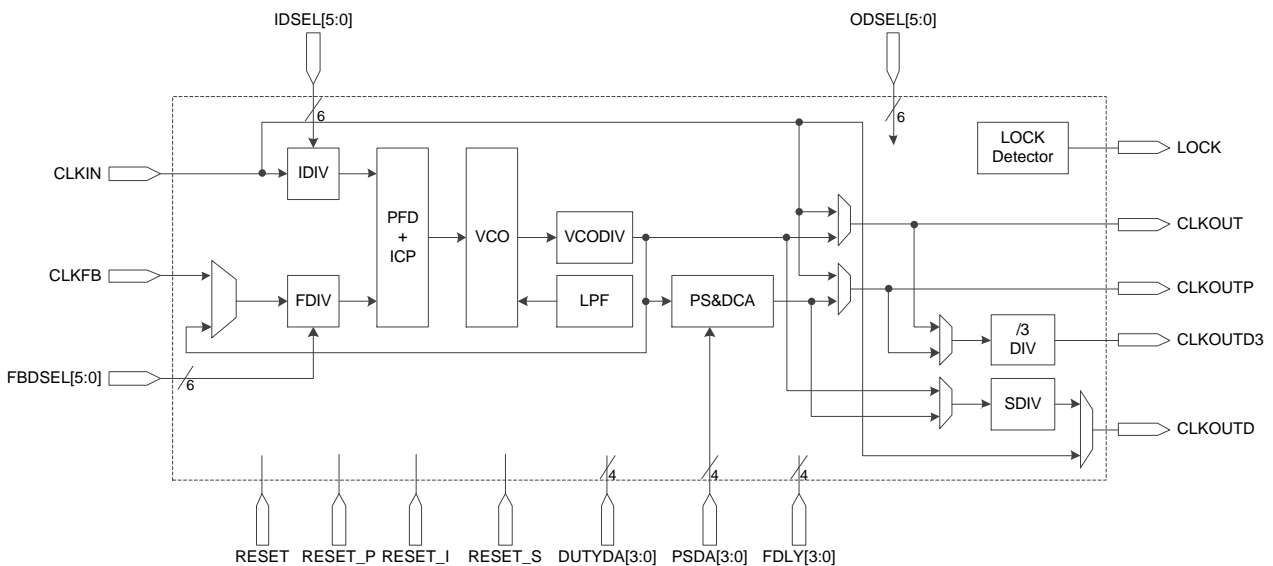 IDSEL[5:0]
ODSEL[5:0]
6
6
LOCK
Detector
LOCK
CLKIN
IDIV
PFD
+
ICP
VCO
VCODIV
CLKOUT
CLKFB
FDIV
LPF
PS&DCA
CLKOUTP
/3
DIV
CLKOUTD3
FBDSEL[5:0]
6
SDIV
CLKOUTD
4
4
4
RESET
RESET_P
RESET_I
RESET_S
DUTYDA[3:0]
PSDA[3:0]
FDLY[3:0]